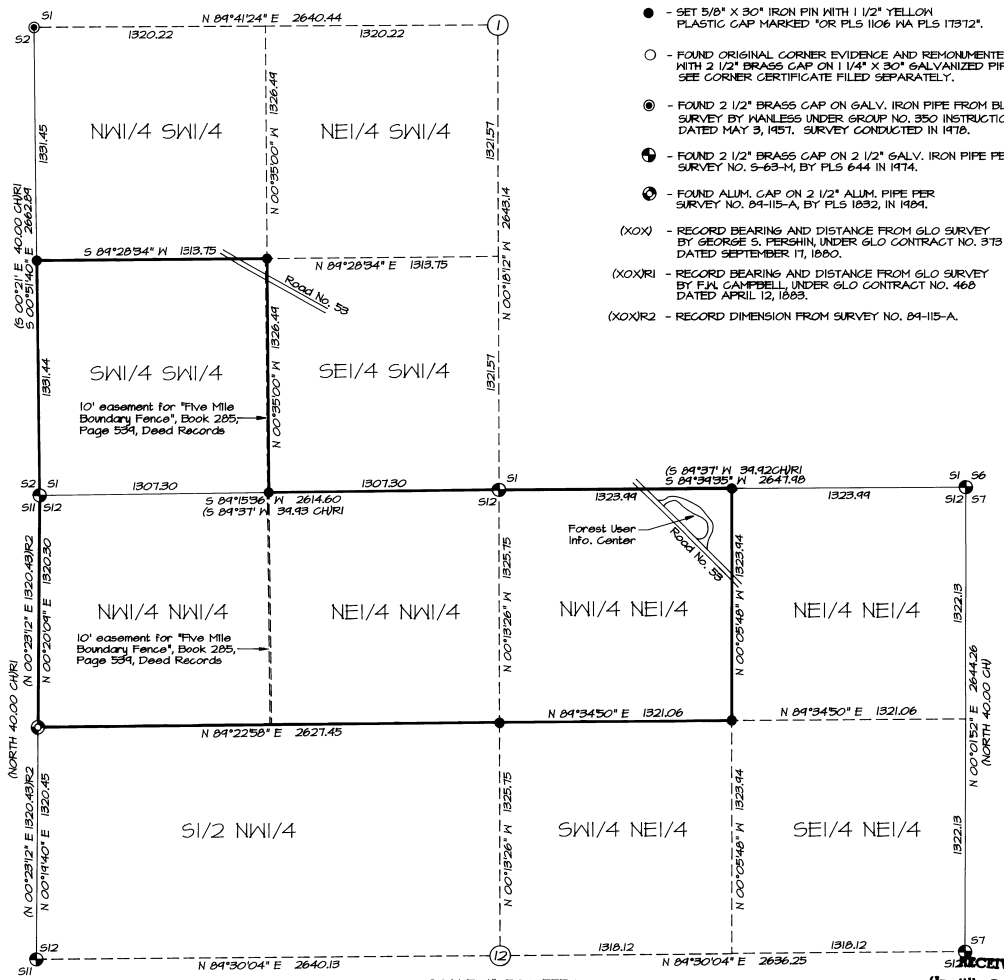 N 89°41'24" E 2640.44
S1
S2
1320.22
1320.22
1
NW1/4 SW1/4
NE1/4 SW1/4
1331.45
N 00°35'00" W 1326.49
1321.57
(S 00°21' E 40.00 CH)R1
S 00°51'40" E 2662.89
N 00°18'12" W 2643.14
S 89°28'34" W 1313.75
N 89°28'34" E 1313.75
Road No. 53
SW1/4 SW1/4
SE1/4 SW1/4
1331.44
N 00°35'00" W 1326.49
1321.57
10' easement for "Five Mile
Boundary Fence", Book 285,
Page 539, Deed Records
S2 S1
S11 S12
1307.30
1307.30
S 89°15'36" W 2614.60
(S 89°37' W 39.93 CH)R1
S1
S12
(S 89°37' W 39.92CH)R1
S 89°39'35" W 2647.98
1323.99
1323.99
S1 S6
S12 S7
Forest User
Info. Center
Road No. 53
(N 00°23'12" E 1320.43)R2
N 00°20'09" E 1320.30
NW1/4 NW1/4
NE1/4 NW1/4
NW1/4 NE1/4
NE1/4 NE1/4
N 00°13'26" W 1325.75
N 00°05'48" W 1323.94
1322.13
10' easement for "Five Mile
Boundary Fence", Book 285,
Page 539, Deed Records
(NORTH 40.00 CH)R1
N 00°01'52" E 2644.26
(NORTH 40.00 CH)
N 89°22'58" E 2627.45
N 89°34'50" E 1321.06
N 89°34'50" E 1321.06
(N 00°23'12" E 1320.43)R2
N 00°19'40" E 1320.45
S1/2 NW1/4
SW1/4 NE1/4
SE1/4 NE1/4
N 00°13'26" W 1325.75
N 00°05'48" W 1323.94
1322.13
S12
S11
N 89°30'04" E 2640.13
12
1318.12
1318.12
N 89°30'04" E 2636.25
S7
S12
- SET 5/8" X 30" IRON PIN WITH 1 1/2" YELLOW
PLASTIC CAP MARKED "OR PLS 1106 WA PLS 17372".
- FOUND ORIGINAL CORNER EVIDENCE AND REMONUMENTE
WITH 2 1/2" BRASS CAP ON 1 1/4" X 30" GALVANIZED PIP
SEE CORNER CERTIFICATE FILED SEPARATELY.
- FOUND 2 1/2" BRASS CAP ON GALV. IRON PIPE FROM BL
SURVEY BY WANLESS UNDER GROUP NO. 350 INSTRUCTIO
DATED MAY 3, 1957. SURVEY CONDUCTED IN 1978.
- FOUND 2 1/2" BRASS CAP ON 2 1/2" GALV. IRON PIPE PE
SURVEY NO. S-63-M, BY PLS 644 IN 1974.
- FOUND ALUM. CAP ON 2 1/2" ALUM. PIPE PER
SURVEY NO. 89-115-A, BY PLS 1832, IN 1989.
(XOX) - RECORD BEARING AND DISTANCE FROM GLO SURVEY
BY GEORGE S. PERSHIN, UNDER GLO CONTRACT NO. 373
DATED SEPTEMBER 17, 1880.
(XOX)R1 - RECORD BEARING AND DISTANCE FROM GLO SURVEY
BY F.W. CAMPBELL, UNDER GLO CONTRACT NO. 468
DATED APRIL 12, 1883.
(XOX)R2 - RECORD DIMENSION FROM SURVEY NO. 89-115-A.